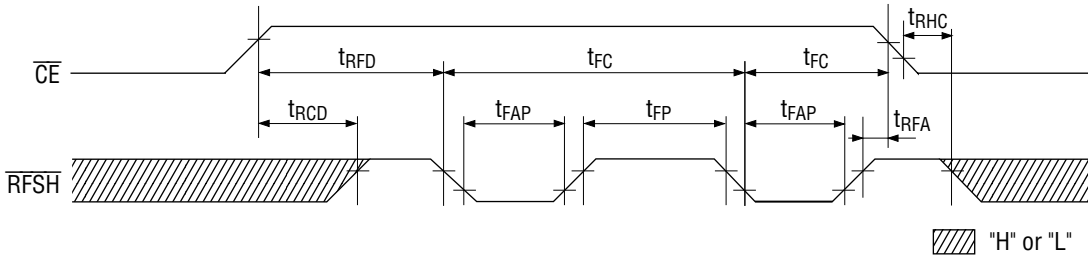 tRHC
CE
tRFD tFC tFC
tRCD tFAP tFP tFAP tRFA
RFSH
"H" or "L"